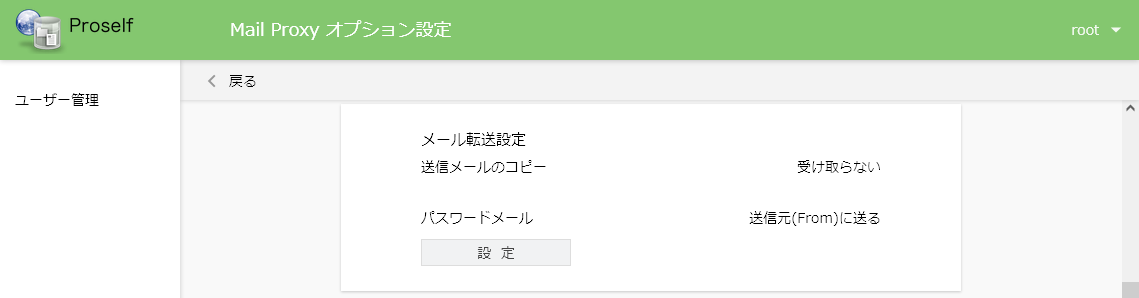 Proself
Mail Proxy オプション設定
root
ユーザー管理
戻る
メール転送設定
送信メールのコピー 受け取らない
パスワードメール 送信元(From)に送る
設 定